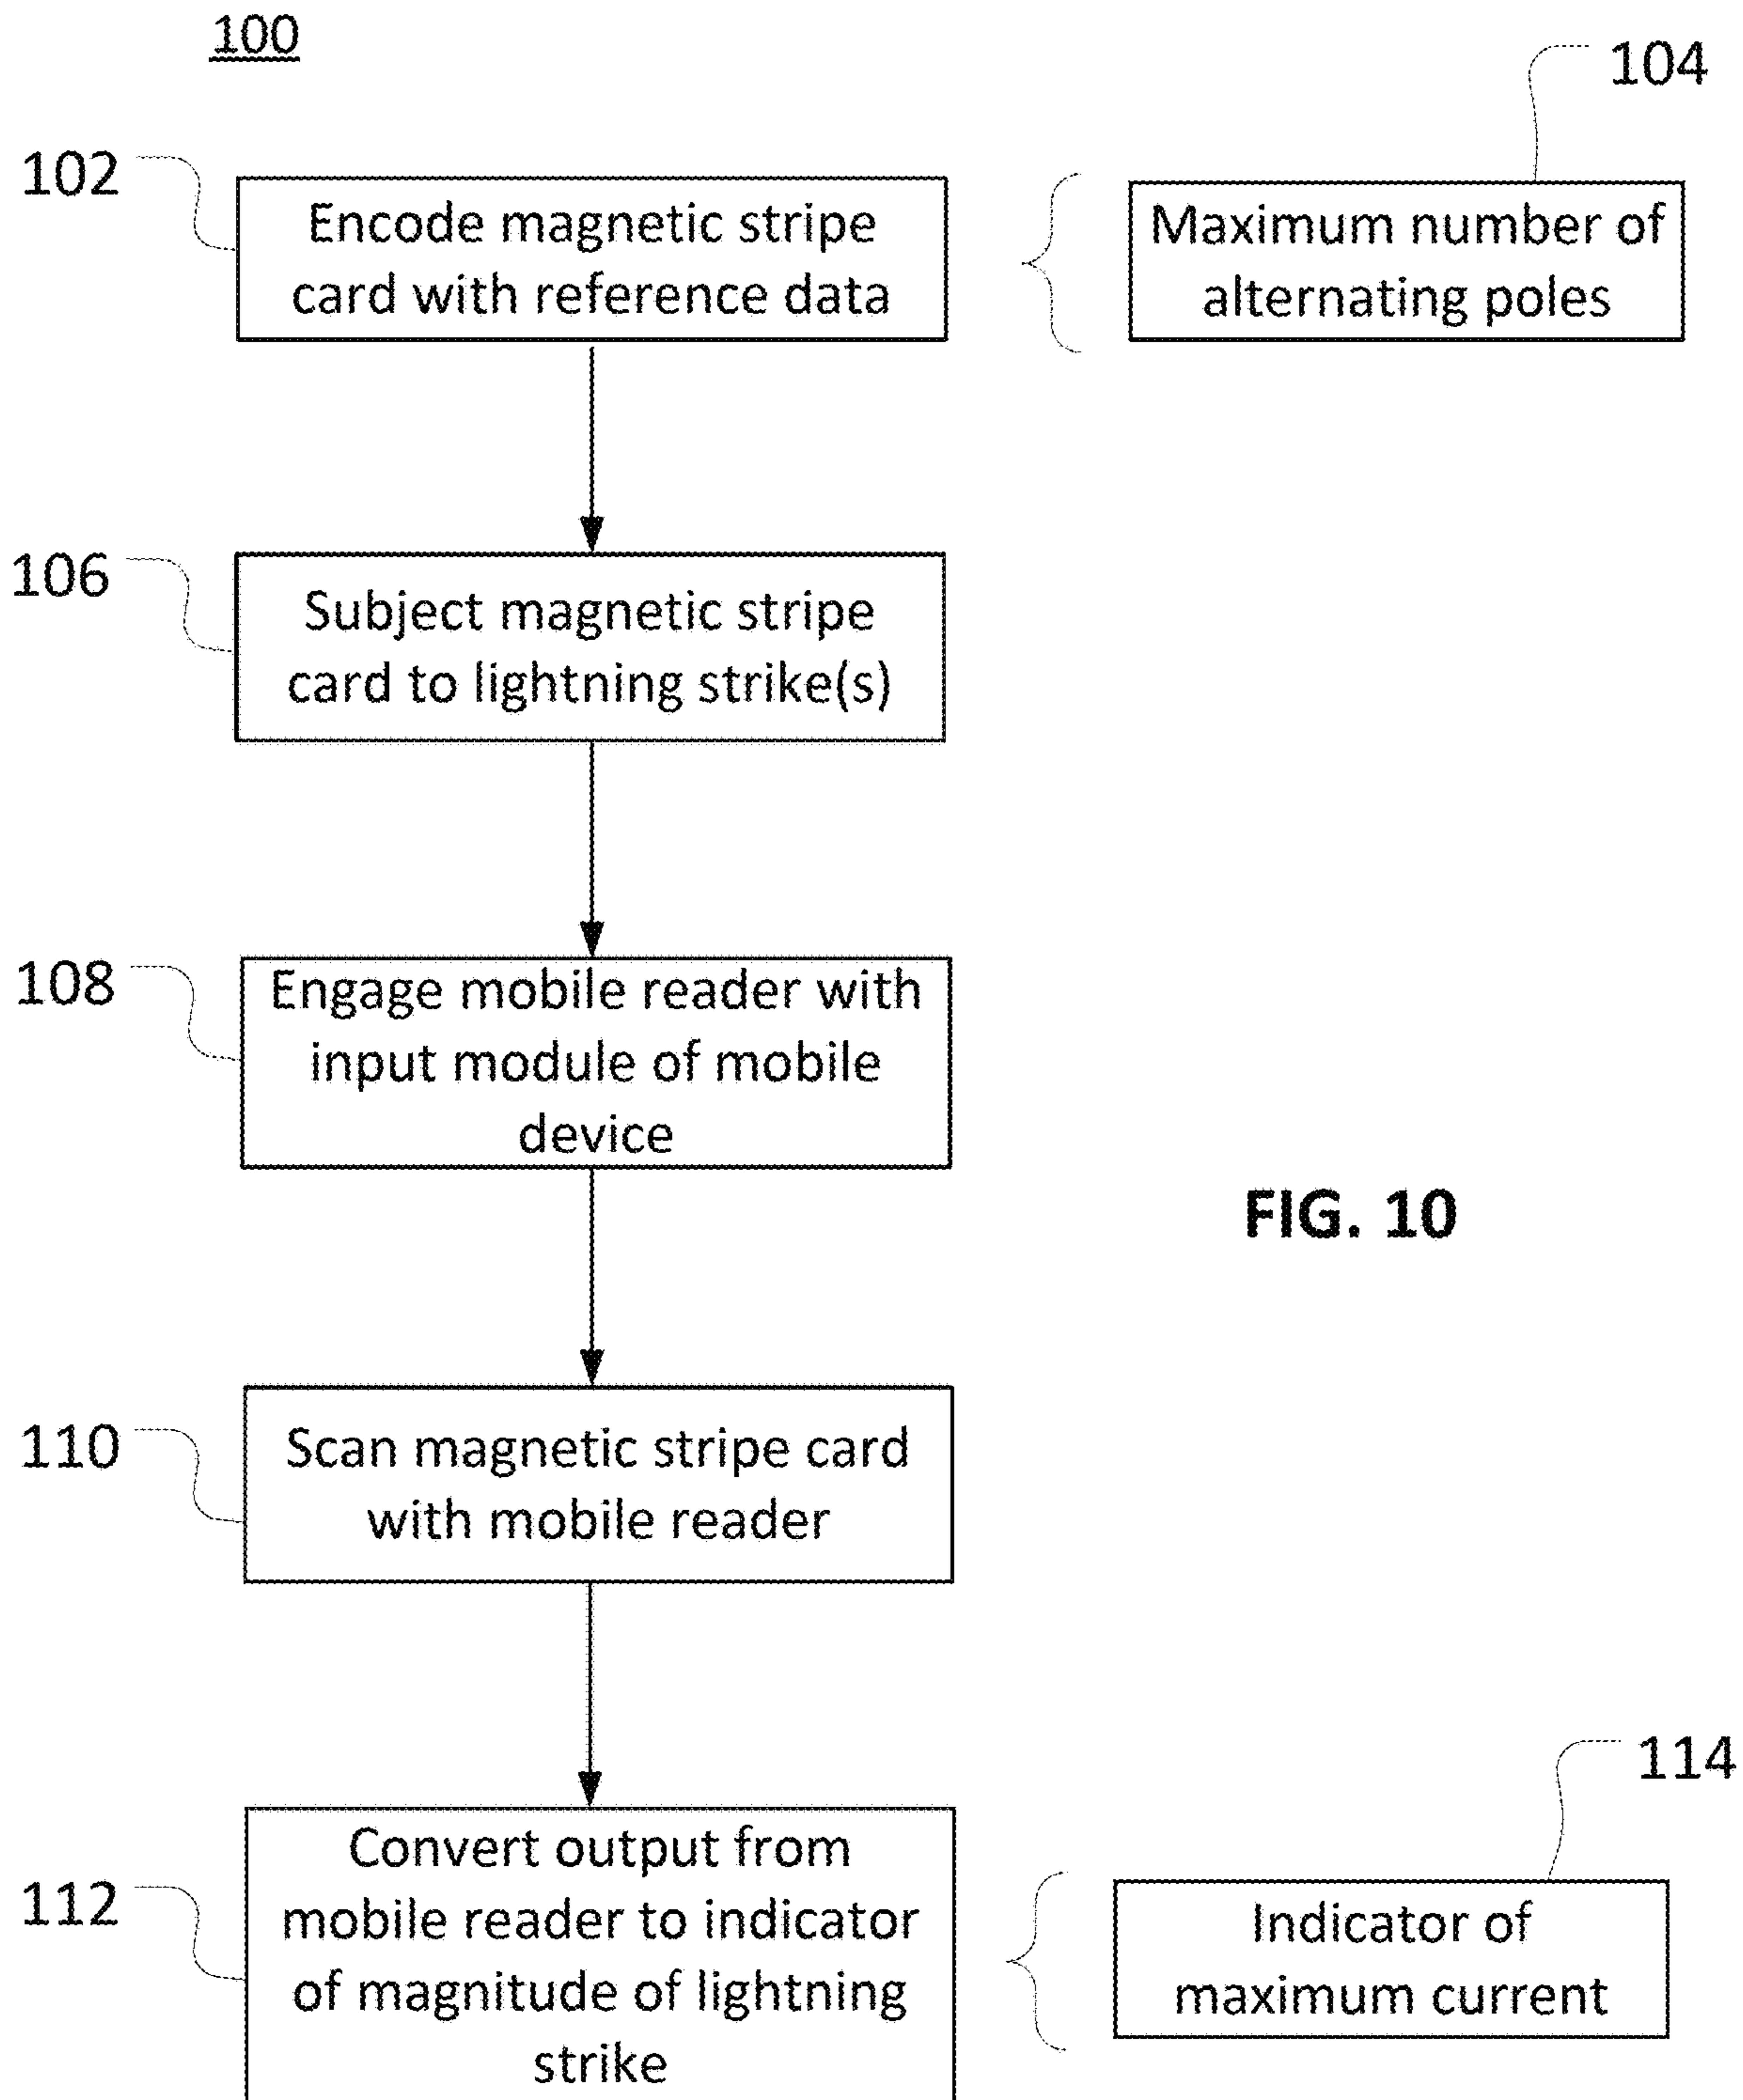 100
104
102
Encode magnetic stripe
card with reference data
Maximum number of
alternating poles
106
Subject magnetic stripe
card to lightning strike(s)
108
Engage mobile reader with
input module of mobile
device
FIG. 10
110
Scan magnetic stripe card
with mobile reader
114
112
Convert output from
mobile reader to indicator
of magnitude of lightning
strike
Indicator of
maximum current